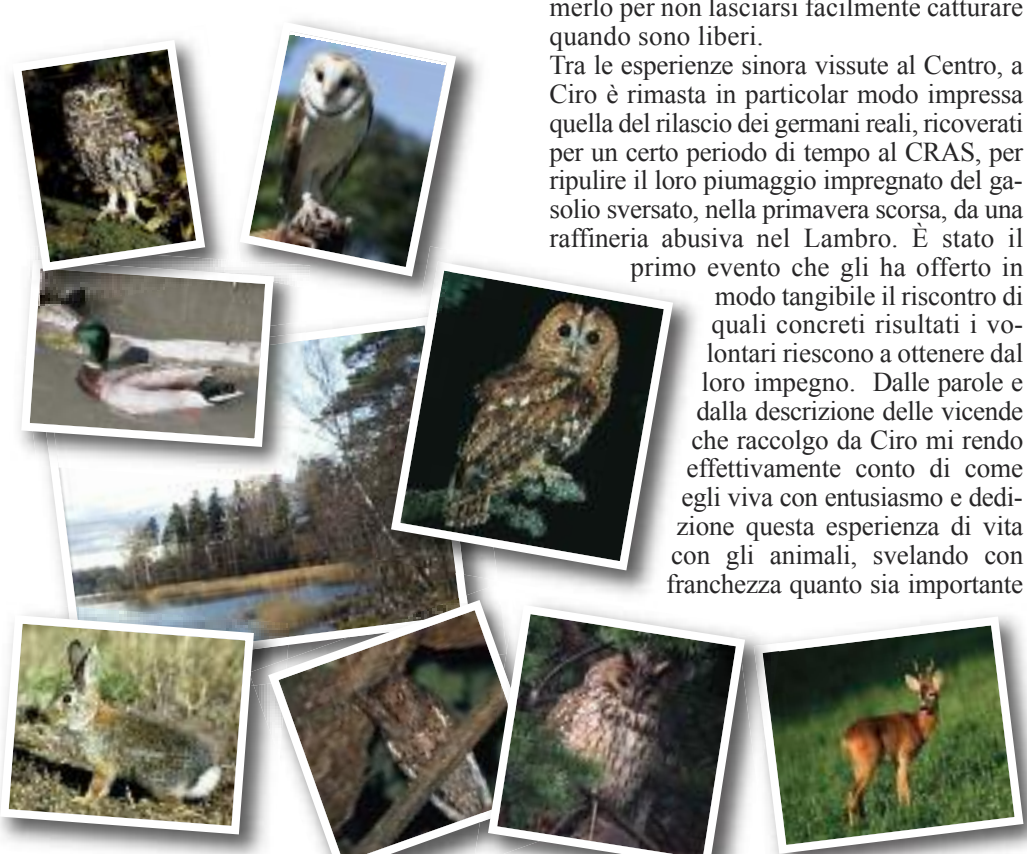 merlo per non lasciarsi facilmente catturare
quando sono liberi.
Tra le esperienze sinora vissute al Centro, a
Ciro è rimasta in particolar modo impressa
quella del rilascio dei germani reali, ricoverati
per un certo periodo di tempo al CRAS, per
ripulire il loro piumaggio impregnato del ga-
solio sversato, nella primavera scorsa, da una
raffineria abusiva nel Lambro. È stato il
primo evento che gli ha offerto in
modo tangibile il riscontro di
quali concreti risultati i vo-
lontari riescono a ottenere dal
loro impegno. Dalle parole e
dalla descrizione delle vicende
che raccolgo da Ciro mi rendo
effettivamente conto di come
egli viva con entusiasmo e dedi-
zione questa esperienza di vita
con gli animali, svelando con
franchezza quanto sia importante